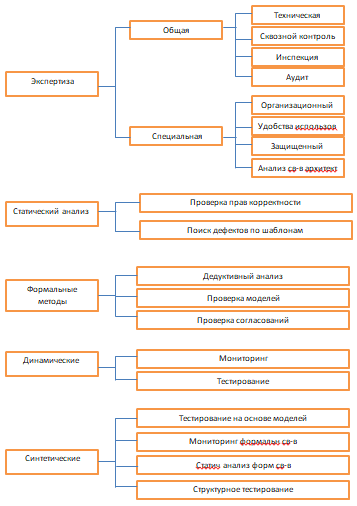 Экспертиза
Общая
Техническая
Сквозной контроль
Инспекция
Аудит
Специальная
Организационный
Удобства использов
Защищенный
Анализ св-в архитект
Статический анализ
Проверка прав корректности
Поиск дефектов по шаблонам
Формальные
методы
Дедуктивный анализ
Проверка моделей
Проверка согласований
Динамические
Мониторинг
Тестирование
Синтетические
Тестирование на основе моделей
Мониторинг формальн св-в
Статич анализ форм св-в
Структурное тестирование